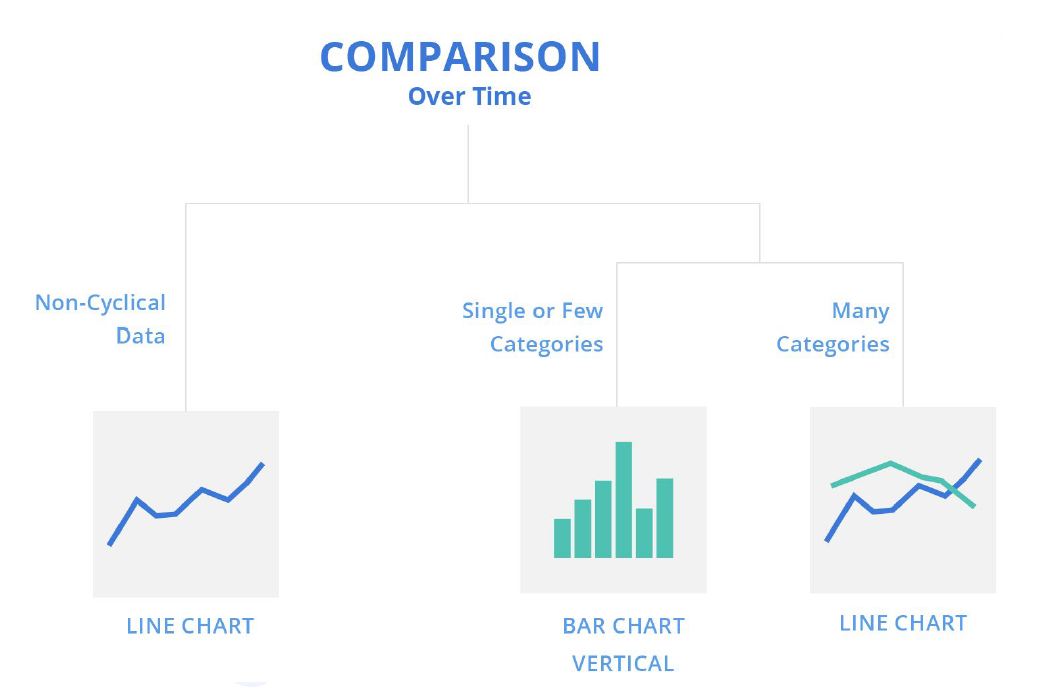 COMPARISON
Over Time
Non-Cyclical
Data
Single or Few
Categories
Many
Categories
LINE CHART
BAR CHART
VERTICAL
LINE CHART